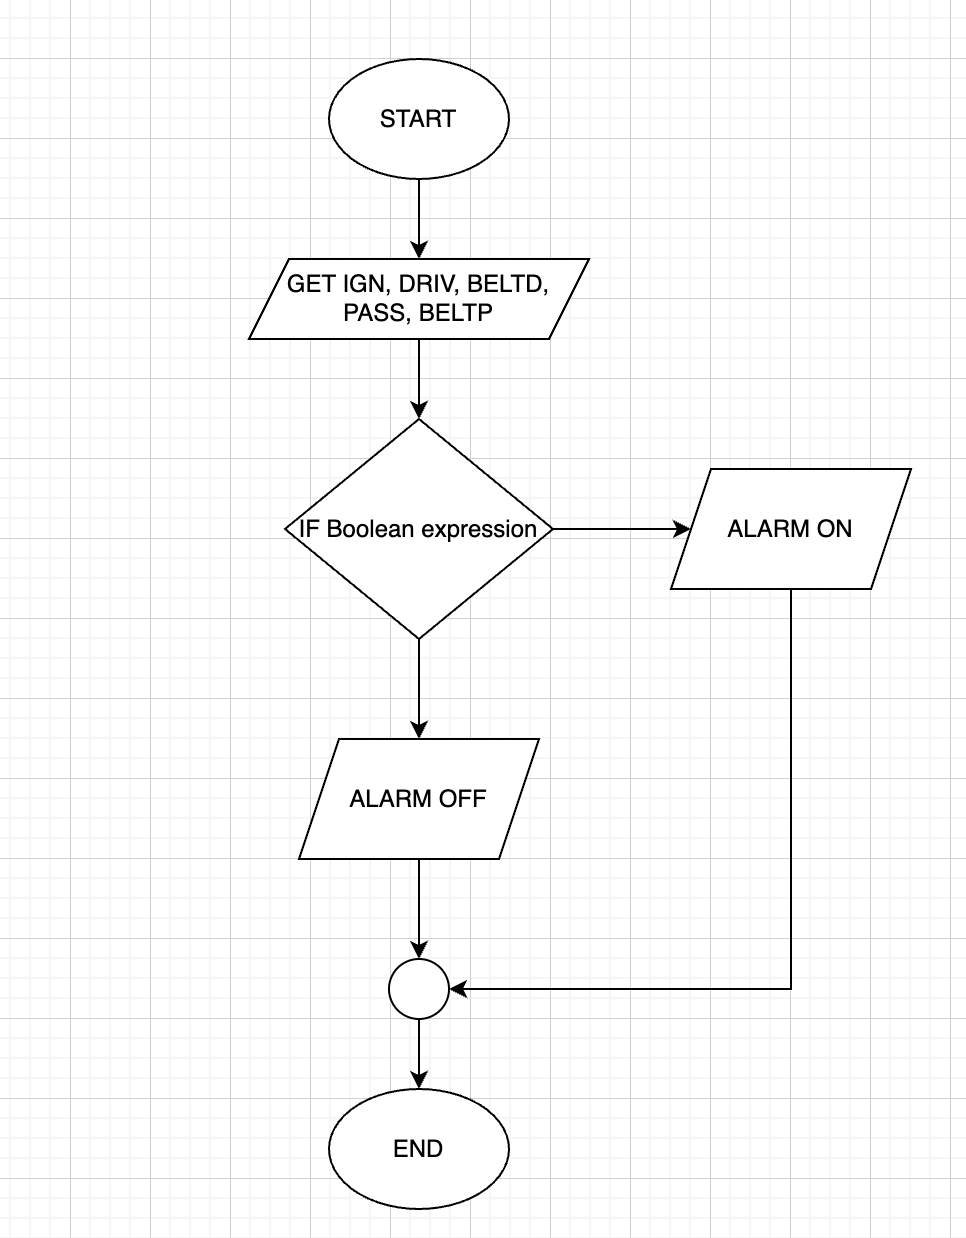 START
GET IGN, DRIV, BELTD,
PASS, BELTP
IF Boolean expression
ALARM ON
ALARM OFF
END